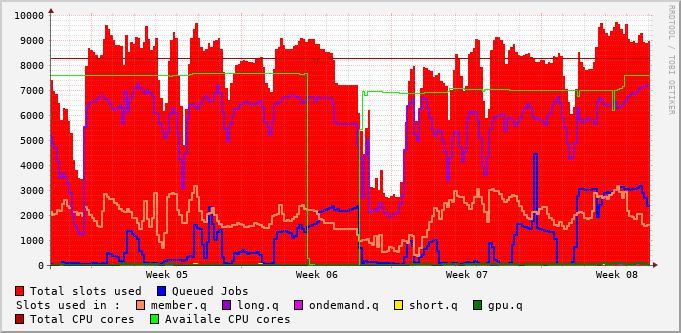 10000
9000
8000
7000
6000
5000
4000
3000
2000
1000
0
Week 05 Week 06 Week 07 Week 08
RRDTOOL / TOBI OETIKER
Total slots used Queued Jobs
Slots used in : member.q long.q ondemand.q short.q gpu.q
Total CPU cores Availale CPU cores